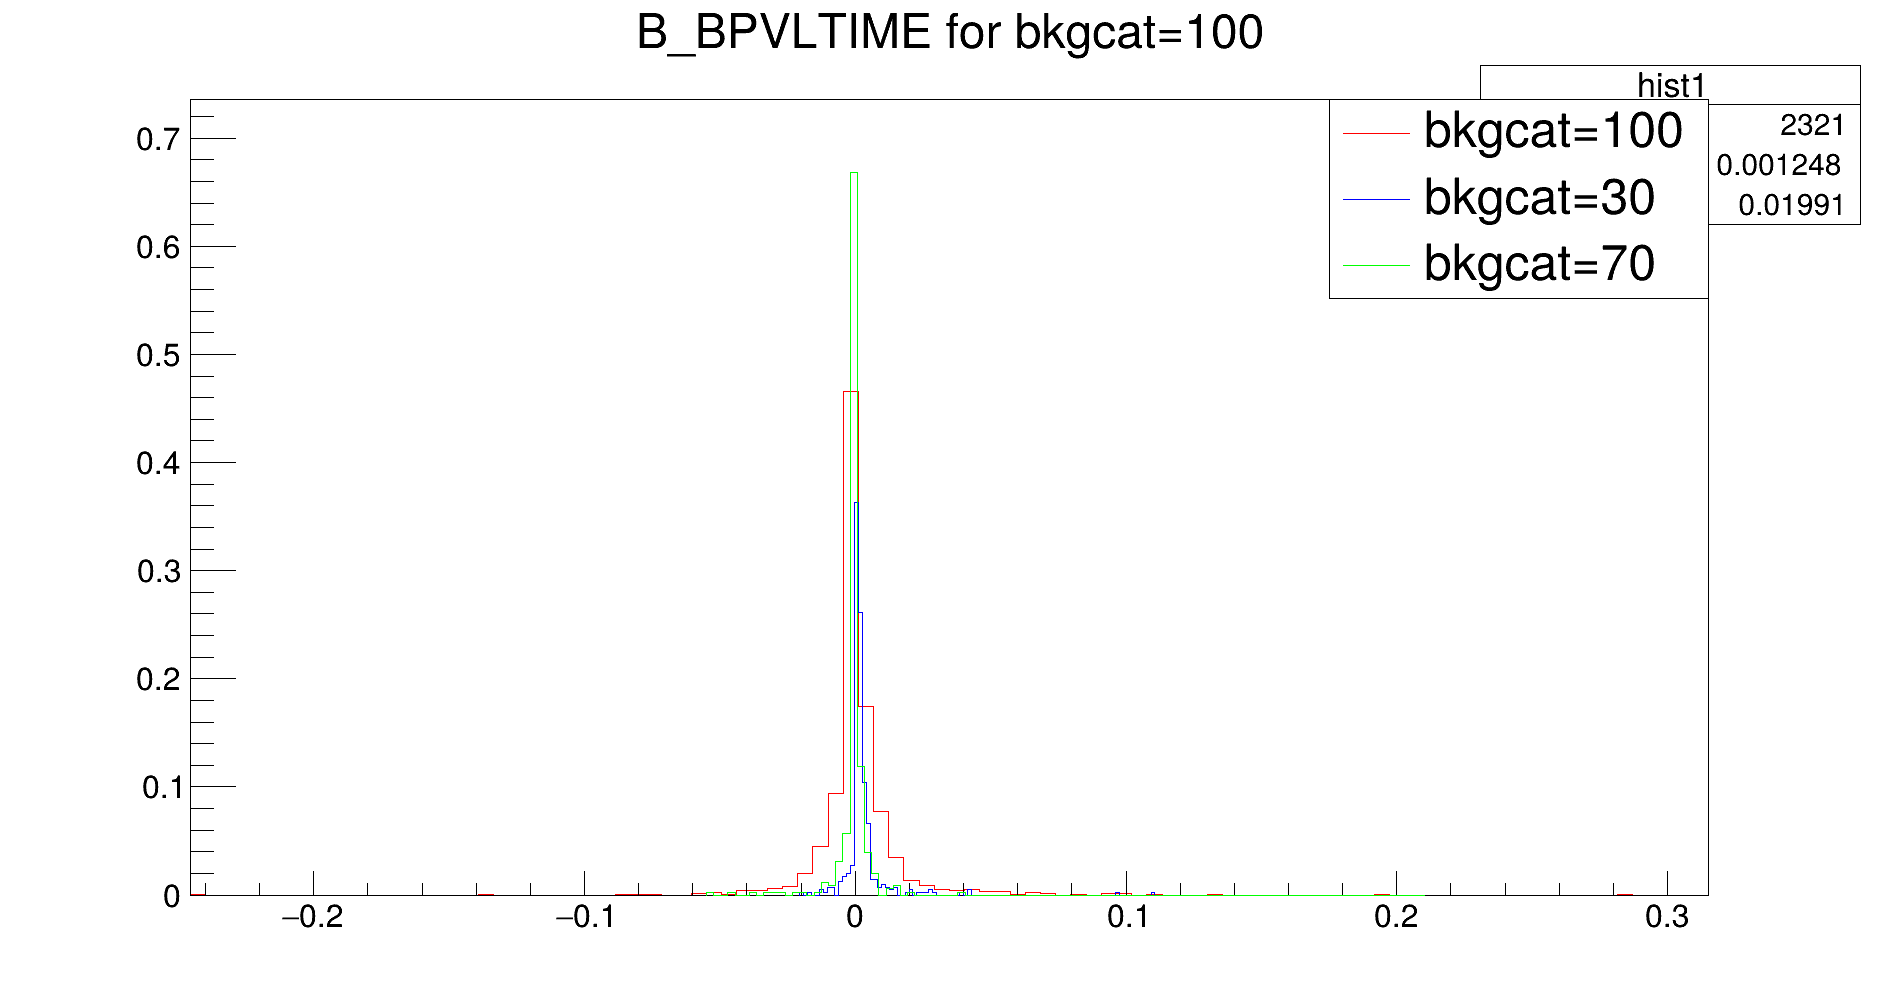 B_BPVLTIME for bkgcat=100
hist1
2321
0.001248
0.01991
bkgcat=100
bkgcat=30
bkgcat=70
0.7
0.6
0.5
0.4
0.3
0.2
0.1
0
−0.2 −0.1 0 0.1 0.2 0.3